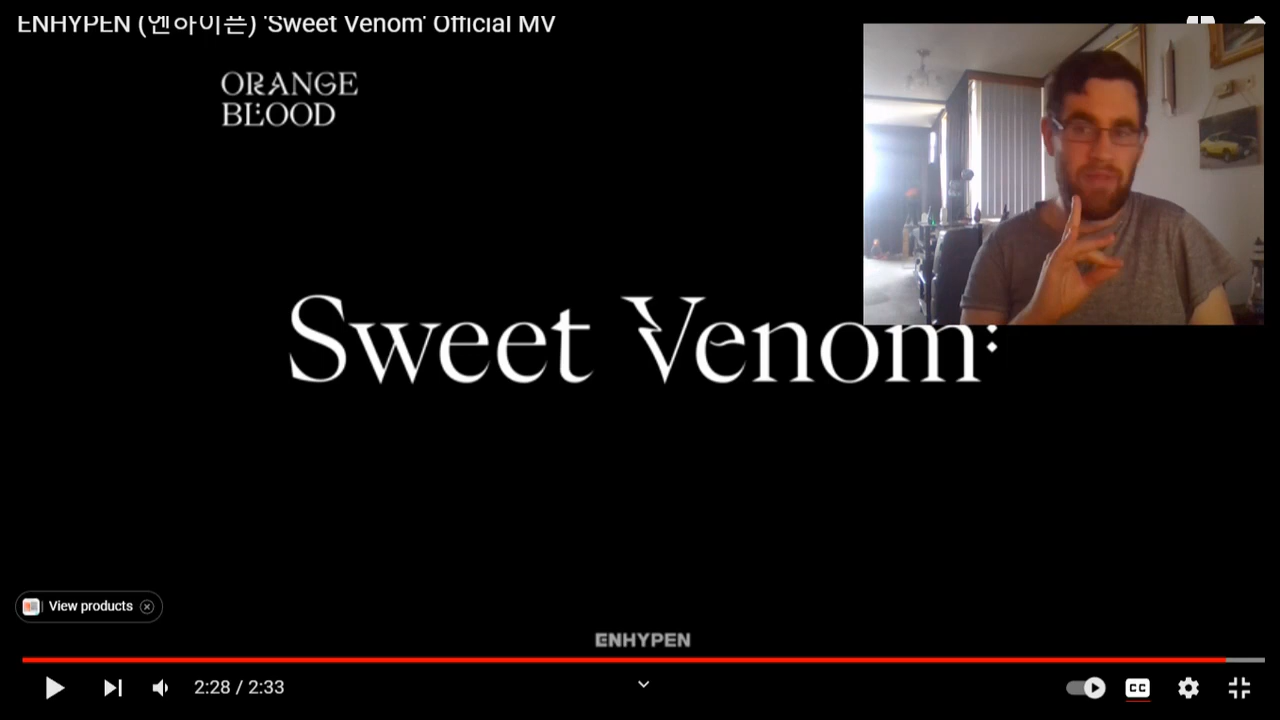 ENHYPEN (엔하이픈) 'Sweet Venom' Official MV
ORANGE
BLOOD
Sweet Venom
View products
ENHYPEN
2:28 / 2:33
CC